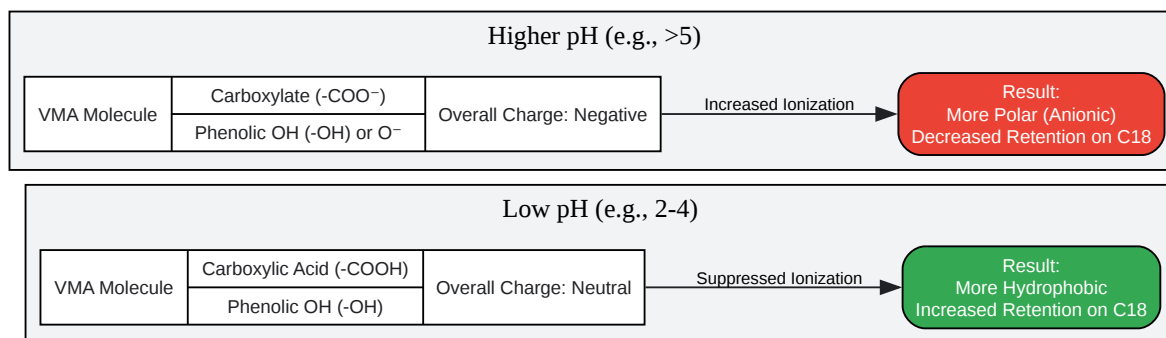 Higher pH (e.g., >5)
VMA Molecule
Carboxylate (-COO⁻)
Phenolic OH (-OH) or O⁻
Overall Charge: Negative
Increased Ionization
Result:
More Polar (Anionic)
Decreased Retention on C18
Low pH (e.g., 2-4)
VMA Molecule
Carboxylic Acid (-COOH)
Phenolic OH (-OH)
Overall Charge: Neutral
Suppressed Ionization
Result:
More Hydrophobic
Increased Retention on C18